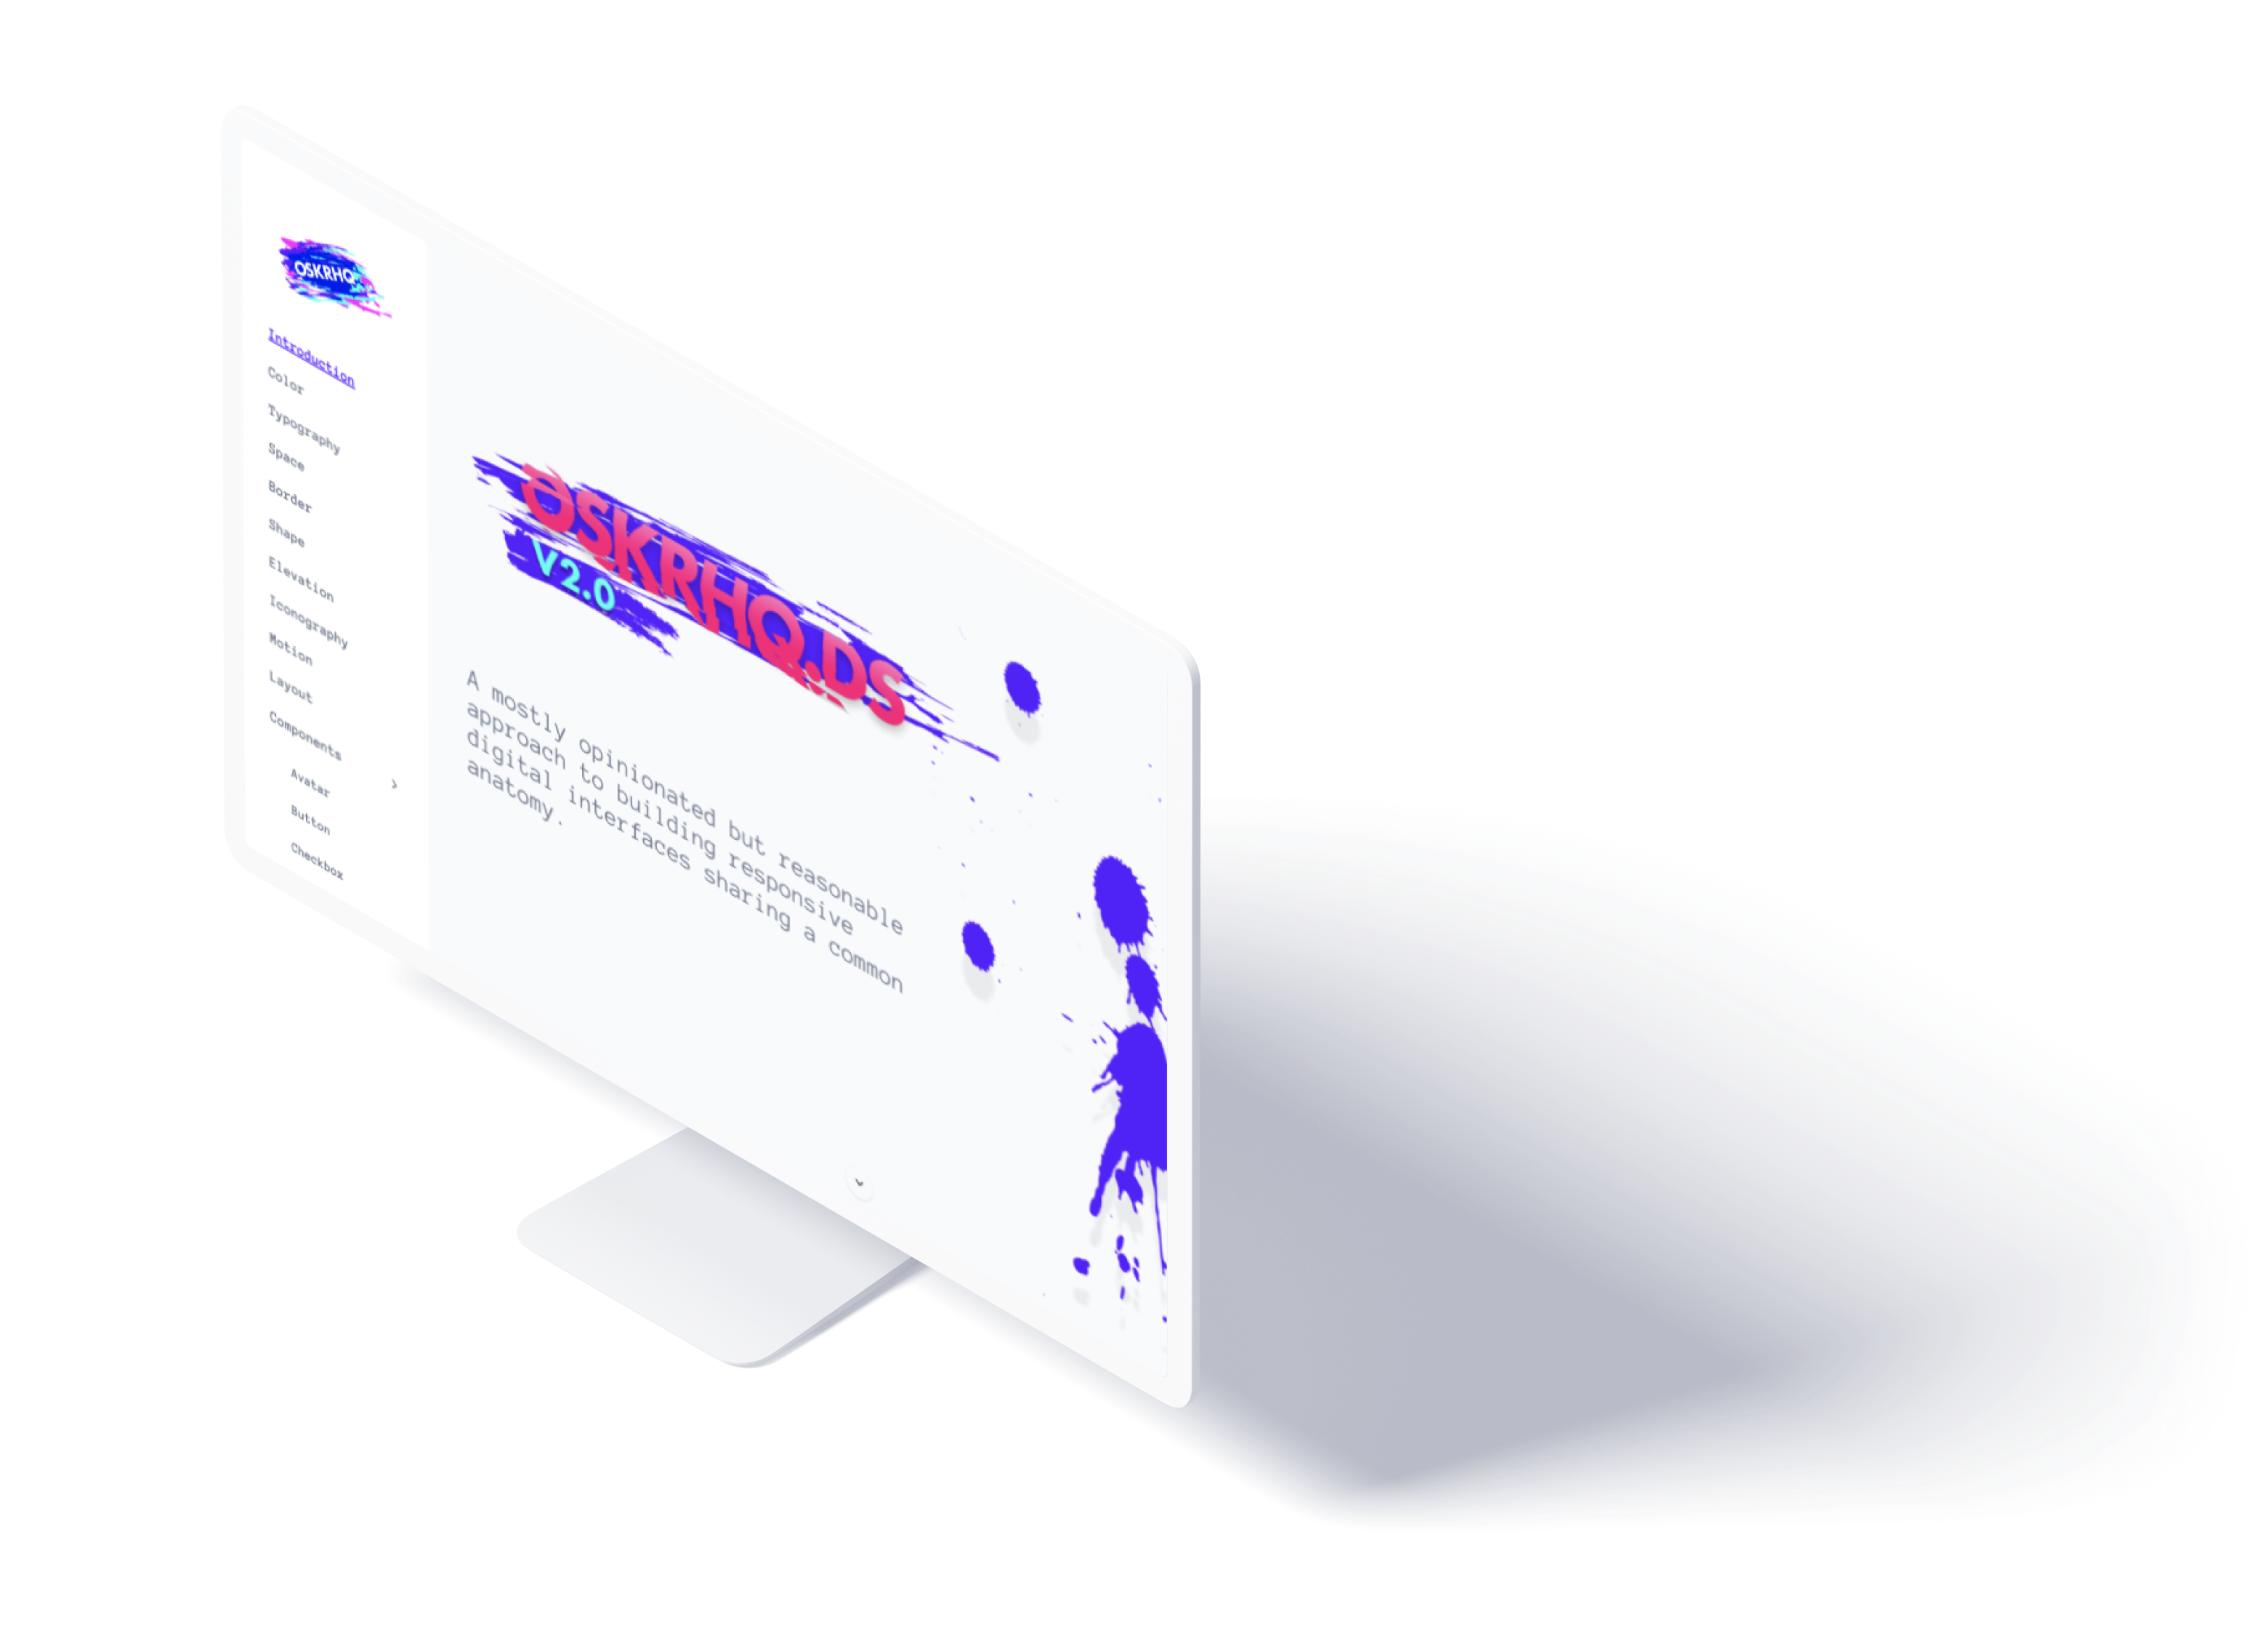 OSKRHQ
Introduction
Color
Typography
Space
Border
Shape
Elevation
Iconography
Motion
Layout
Components
Avatar
Button
Checkbox
OSKRHQ.DS
V2.0
A mostly opinionated but reasonable
approach to building responsive
digital interfaces sharing a common
anatomy.